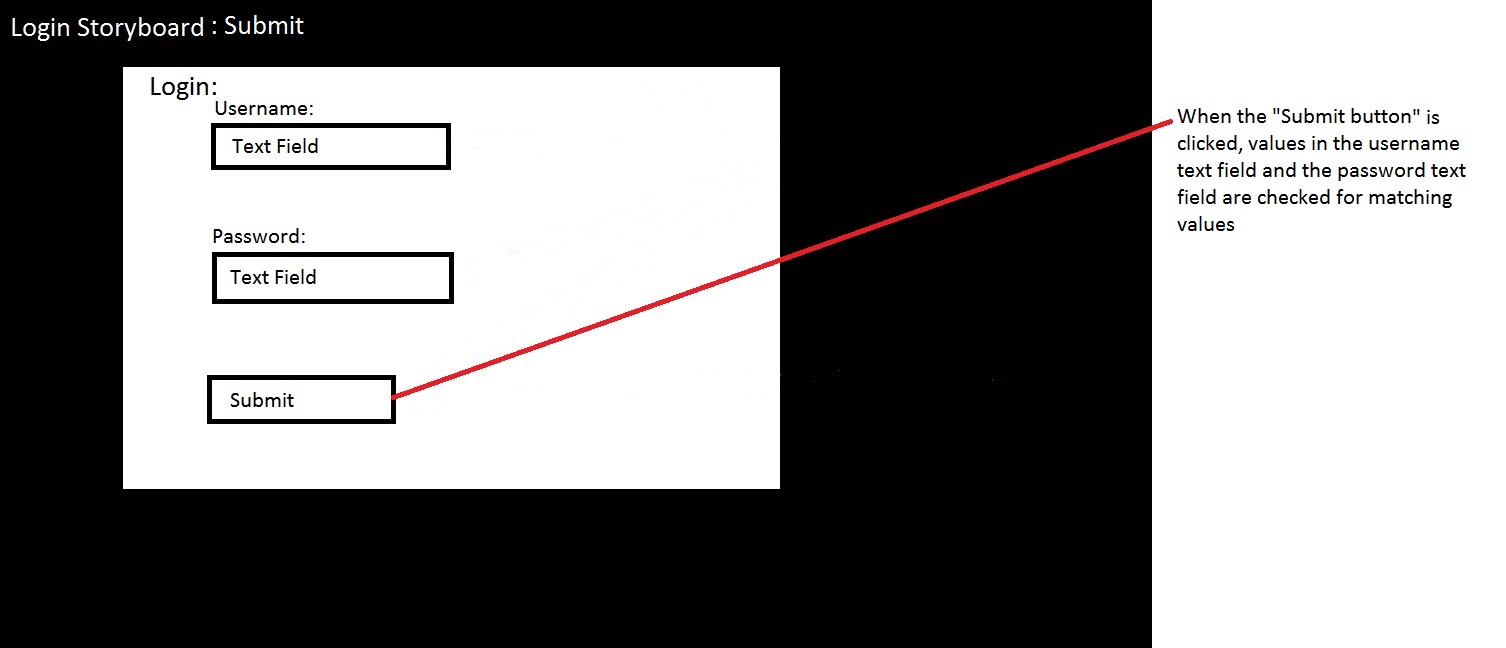 Login Storyboard : Submit
Login:
Username:
Text Field
Password:
Text Field
Submit
When the "Submit button" is
clicked, values in the username
text field and the password text
field are checked for matching
values